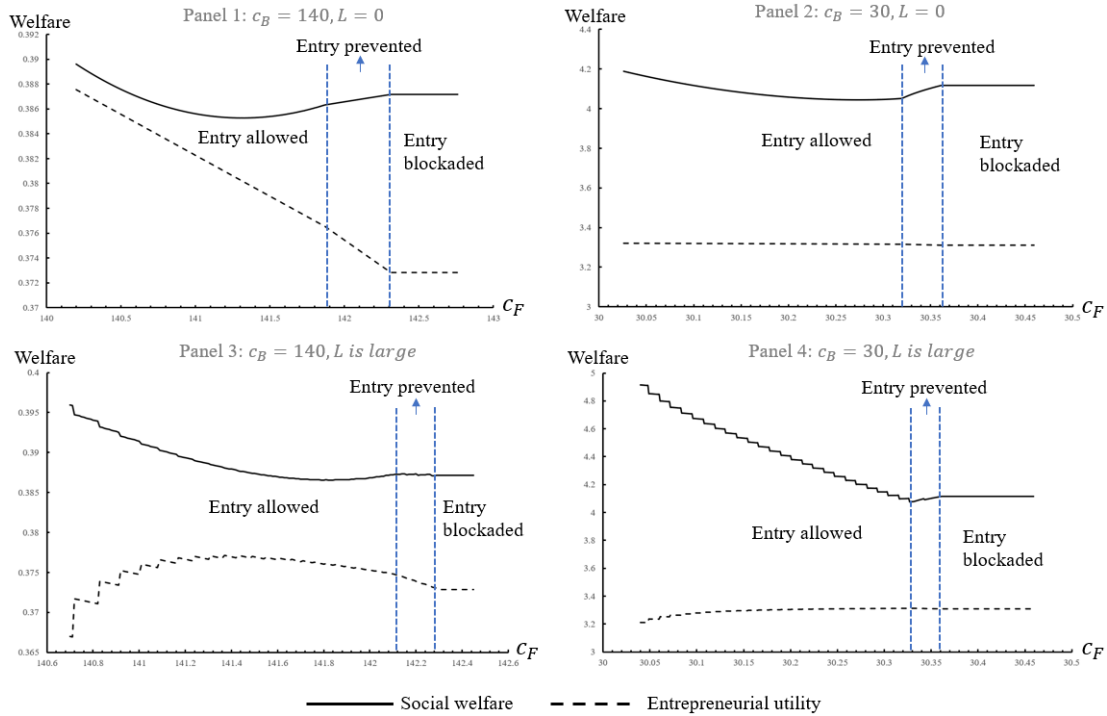 Welfare
Panel 1: c_B = 140, L = 0
0.392
0.39
0.388
0.386
0.384
0.382
0.38
0.378
0.376
0.374
0.372
0.37
Entry prevented
Entry allowed
Entry
blockaded
140 140.5 141 141.5 142 142.5 143
c_F
Welfare
Panel 2: c_B = 30, L = 0
4.4
4.2
4
3.8
3.6
3.4
3.2
3
Entry prevented
Entry allowed
Entry
blockaded
30 30.05 30.1 30.15 30.2 30.25 30.3 30.35 30.4 30.45 30.5
c_F
Welfare
Panel 3: c_B = 140, L is large
0.4
0.395
0.39
0.385
0.38
0.375
0.37
0.365
Entry prevented
Entry allowed
Entry
blockaded
140.6 140.8 141 141.2 141.4 141.6 141.8 142 142.2 142.4 142.6
c_F
Welfare
Panel 4: c_B = 30, L is large
5
4.8
4.6
4.4
4.2
4
3.8
3.6
3.4
3.2
3
Entry prevented
Entry allowed
Entry
blockaded
30 30.05 30.1 30.15 30.2 30.25 30.3 30.35 30.4 30.45 30.5
c_F
Social welfare
Entrepreneurial utility